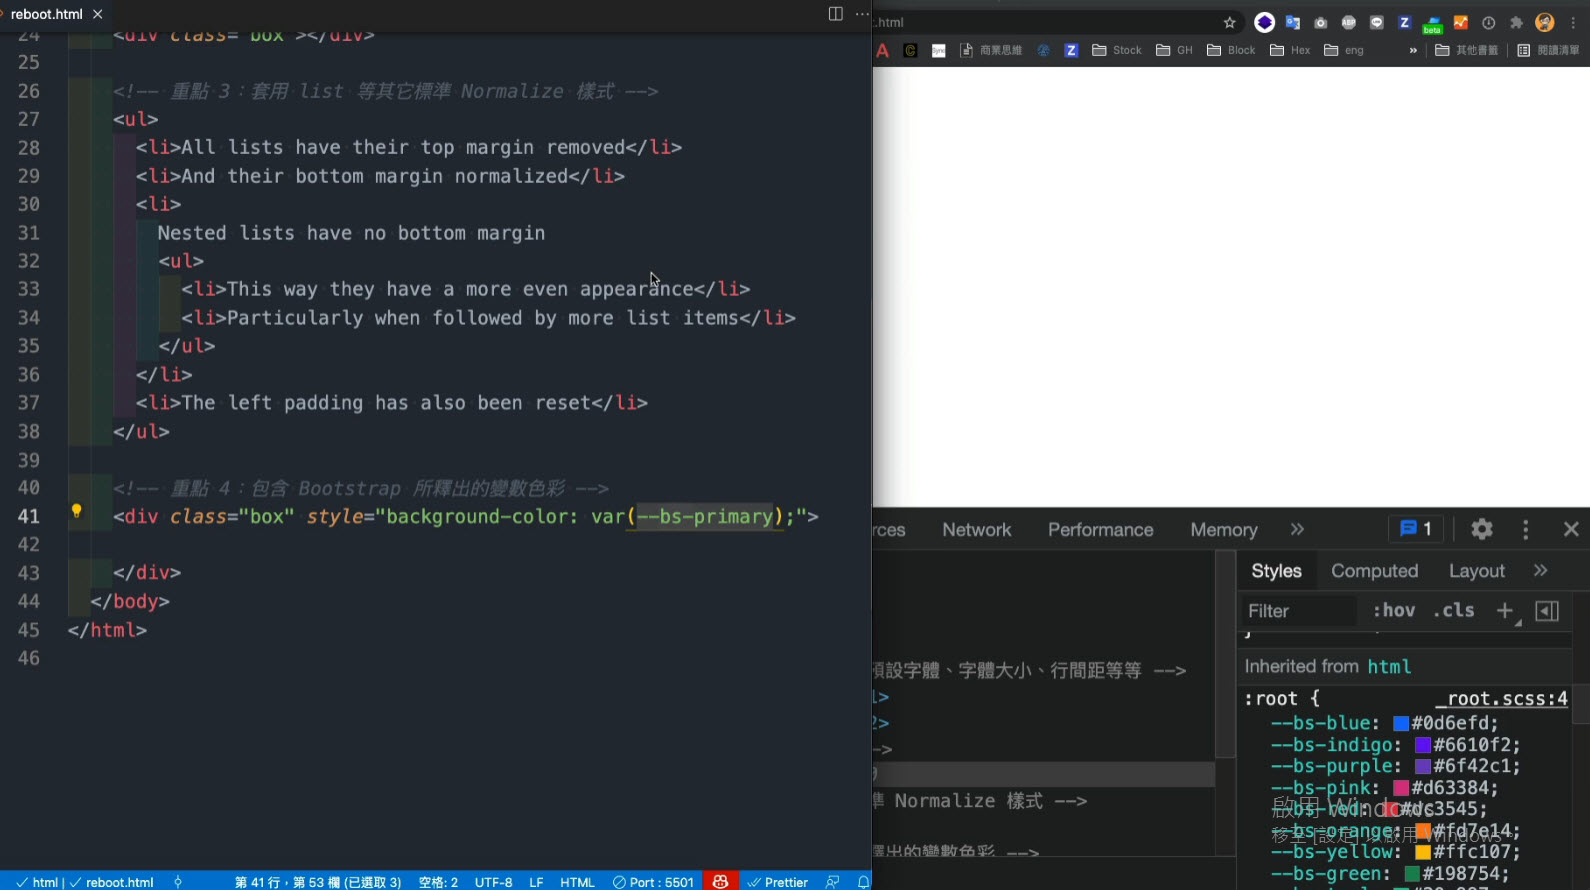 reboot.html
24 <div class="box"></div>
25
26 <!-- 重點 3：套用 list 等其它標準 Normalize 樣式 -->
27 <ul>
28 <li>All lists have their top margin removed</li>
29 <li>And their bottom margin normalized</li>
30 <li>
31 Nested lists have no bottom margin
32 <ul>
33 <li>This way they have a more even appearance</li>
34 <li>Particularly when followed by more list items</li>
35 </ul>
36 </li>
37 <li>The left padding has also been reset</li>
38 </ul>
39
40 <!-- 重點 4：包含 Bootstrap 所釋出的變數色彩 -->
41 <div class="box" style="background-color: var(--bs-primary);">
42
43 </div>
44 </body>
45 </html>
46
html | reboot.html 第 41 行，第 53 欄 (已選取 3) 空格: 2 UTF-8 LF HTML Port : 5501 Prettier
.html
ABP Z beta
A C Sync 商業思維 Z Stock GH Block Hex eng » 其他書籤 閱讀清單
rces Network Performance Memory » 1
Styles Computed Layout »
Filter :hov .cls +
}
Inherited from html
:root { _root.scss:4
--bs-blue: #0d6efd;
--bs-indigo: #6610f2;
--bs-purple: #6f42c1;
--bs-pink: #d63384;
--bs-red: #dc3545;
--bs-orange: #fd7e14;
--bs-yellow: #ffc107;
--bs-green: #198754;
預設字體、字體大小、行間距等等 -->
1>
2>
-->
準 Normalize 樣式 -->
釋出的變數色彩 -->
啟用 Windows
移至 [設定] 以啟用 Windows。